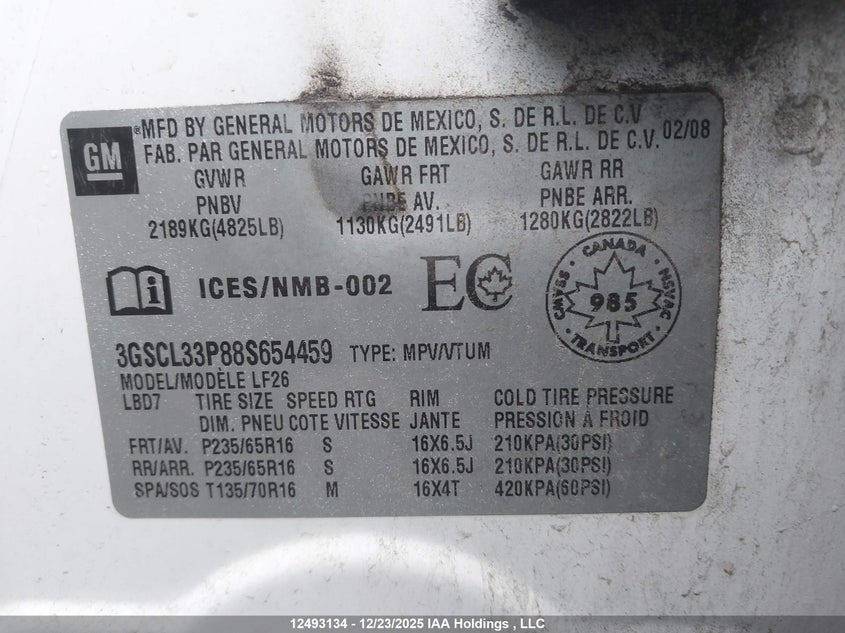 ®MFD BY GENERAL MOTORS DE MEXICO, S. DE R.L. DE C.V
FAB. PAR GENERAL MOTORS DE MEXICO, S. DE R.L. DE C.V. 02/08
GM
GVWR GAWR FRT GAWR RR
PNBV PNBE AV. PNBE ARR.
2189KG(4825LB) 1130KG(2491LB) 1280KG(2822LB)
i ICES/NMB-002 EC
CANADA
CMVSS 985 NSVAC
TRANSPORT
3GSCL33P88S654459 TYPE: MPV/VTUM
MODEL/MODÈLE LF26
LBD7 TIRE SIZE SPEED RTG RIM COLD TIRE PRESSURE
DIM. PNEU COTE VITESSE JANTE PRESSION À FROID
FRT/AV. P235/65R16 S 16X6.5J 210KPA(30PSI)
RR/ARR. P235/65R16 S 16X6.5J 210KPA(30PSI)
SPA/SOS T135/70R16 M 16X4T 420KPA(60PSI)
12493134 - 12/23/2025 IAA Holdings , LLC